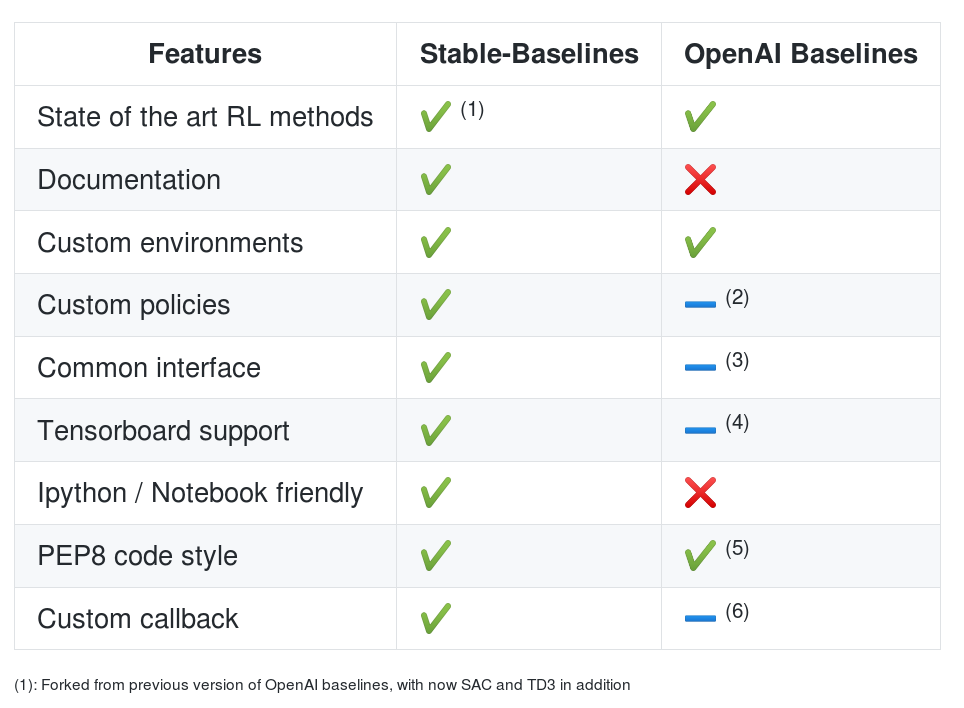 Features Stable-Baselines OpenAI Baselines
State of the art RL methods ✔ (1) ✔
Documentation ✔ ❌
Custom environments ✔ ✔
Custom policies ✔ ➖ (2)
Common interface ✔ ➖ (3)
Tensorboard support ✔ ➖ (4)
Ipython / Notebook friendly ✔ ❌
PEP8 code style ✔ ✔ (5)
Custom callback ✔ ➖ (6)
(1): Forked from previous version of OpenAI baselines, with now SAC and TD3 in addition